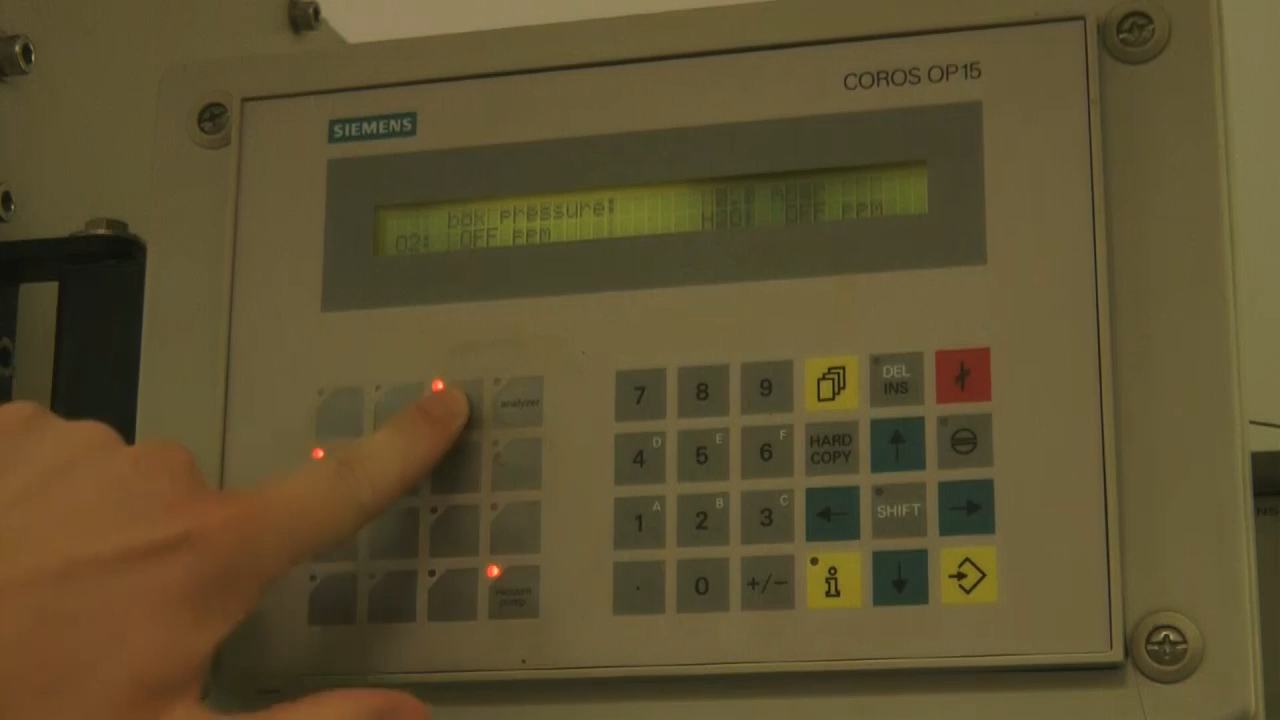 COROS OP15
SIEMENS
box pressure:
O2: OFF ppm H2O: OFF ppm
analyzer
7 8 9 DEL INS
4 D 5 E 6 F HARD COPY
1 A 2 B 3 C SHIFT
. 0 +/- i
vacuum pump